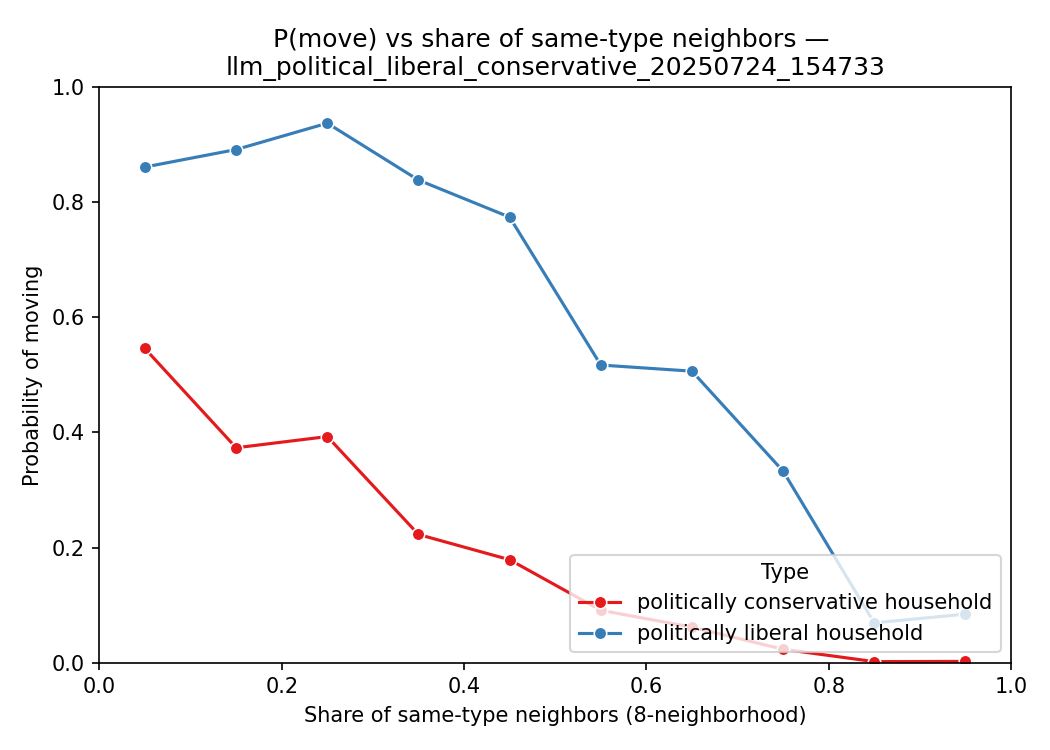 P(move) vs share of same-type neighbors —
llm_political_liberal_conservative_20250724_154733
1.0
0.8
0.6
0.4
0.2
0.0
Probability of moving
Type
politically conservative household
politically liberal household
0.0 0.2 0.4 0.6 0.8 1.0
Share of same-type neighbors (8-neighborhood)